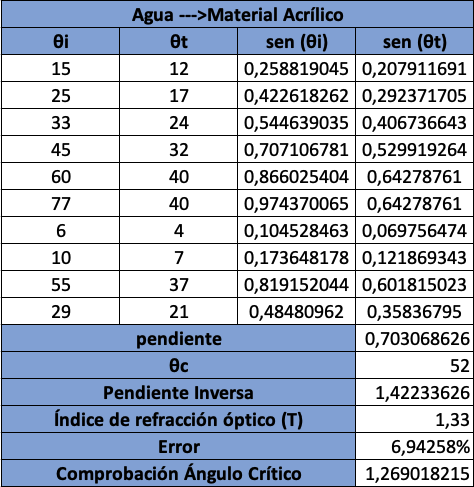 Agua --->Material Acrílico
θi θt sen (θi) sen (θt)
15 12 0,258819045 0,207911691
25 17 0,422618262 0,292371705
33 24 0,544639035 0,406736643
45 32 0,707106781 0,529919264
60 40 0,866025404 0,64278761
77 40 0,974370065 0,64278761
6 4 0,104528463 0,069756474
10 7 0,173648178 0,121869343
55 37 0,819152044 0,601815023
29 21 0,48480962 0,35836795
pendiente 0,703068626
θc 52
Pendiente Inversa 1,42233626
Índice de refracción óptico (T) 1,33
Error 6,94258%
Comprobación Ángulo Crítico 1,269018215